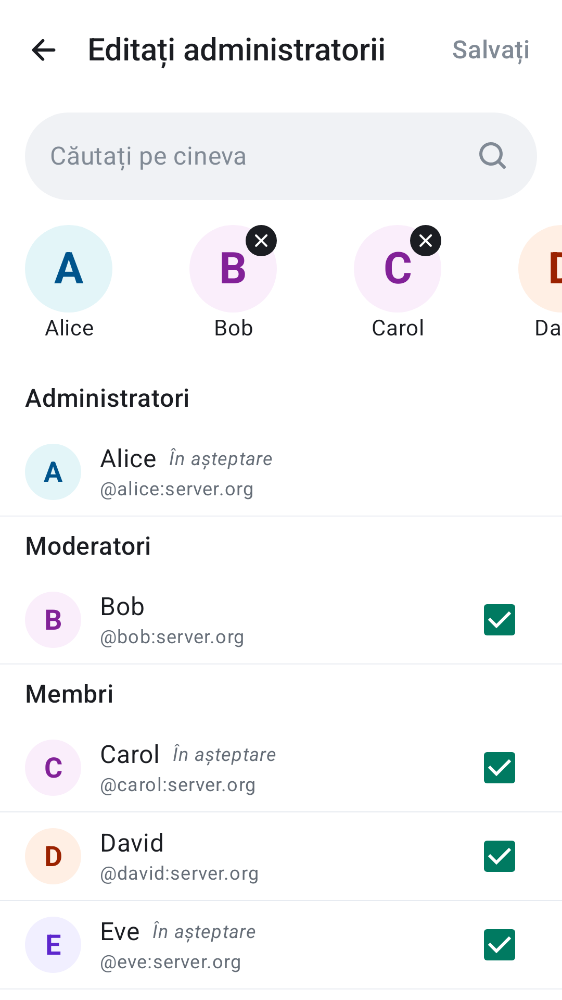 Editați administratorii
Salvați
Căutați pe cineva
A
B
C
Alice
Bob
Carol
Administratori
A
Alice În așteptare
@alice:server.org
Moderatori
B
Bob
@bob:server.org
Membri
C
Carol În așteptare
@carol:server.org
D
David
@david:server.org
E
Eve În așteptare
@eve:server.org